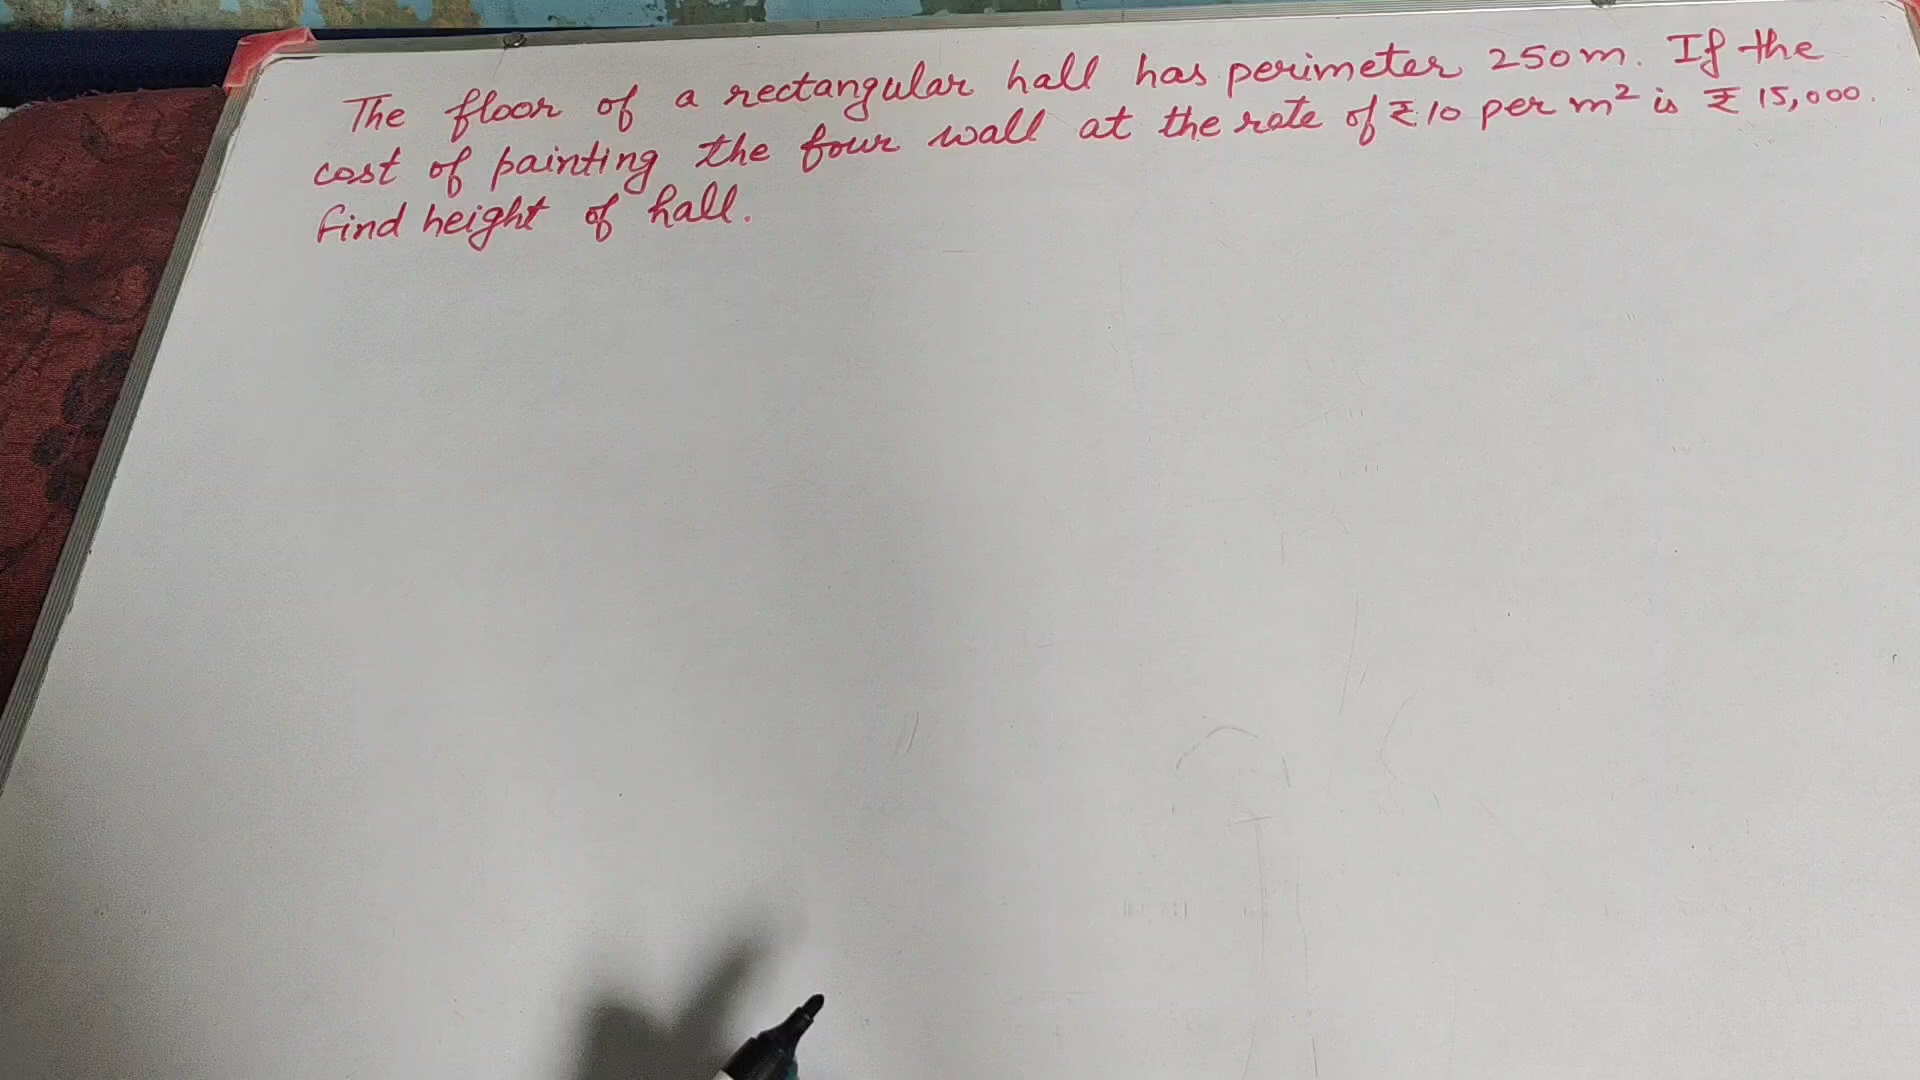 The floor of a rectangular hall has perimeter 250m. If the
cost of painting the four wall at the rate of ₹10 per m² is ₹15,000.
find height of hall.